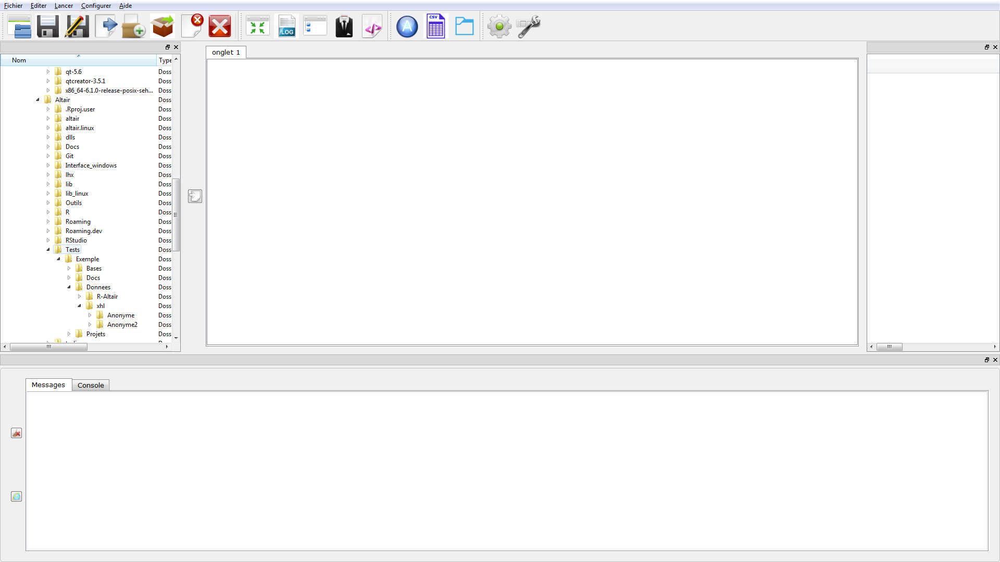 Fichier Editer Lancer Configurer Aide
LOG
A
CSV
onglet 1
Nom Type
qt-5.6 Doss
qtcreator-3.5.1 Doss
x86_64-6.1.0-release-posix-seh... Doss
Altair Doss
.Rproj.user Doss
altair Doss
altair.linux Doss
dlls Doss
Docs Doss
Git Doss
Interface_windows Doss
lhx Doss
lib Doss
lib_linux Doss
Outils Doss
R Doss
Roaming Doss
Roaming.dev Doss
RStudio Doss
Tests Doss
Exemple Doss
Bases Doss
Docs Doss
Donnees Doss
R-Altaïr Doss
xhl Doss
Anonyme Doss
Anonyme2 Doss
Projets Doss
Messages Console